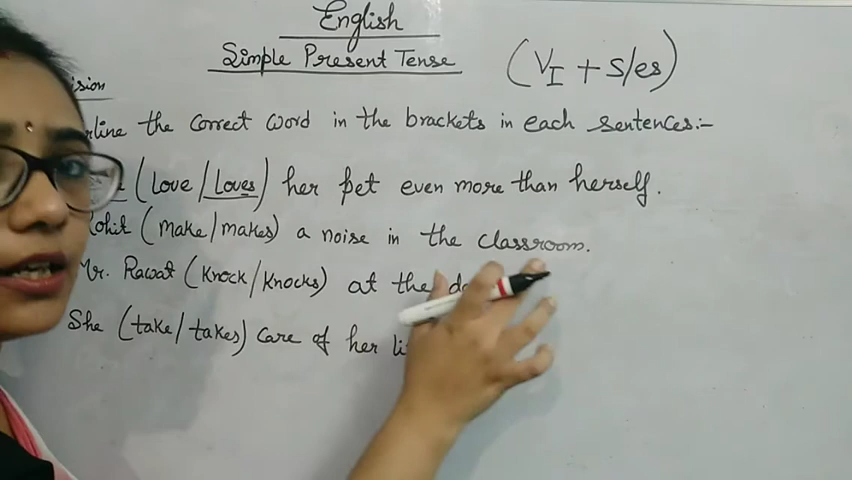 English
Simple Present Tense (VI + s/es)
the correct word in the brackets in each sentences:-
(love / Loves) her pet even more than herself.
(make/makes) a noise in the classroom.
Mr. Rawat (Knock/Knocks) at the
She (take/takes) care of her